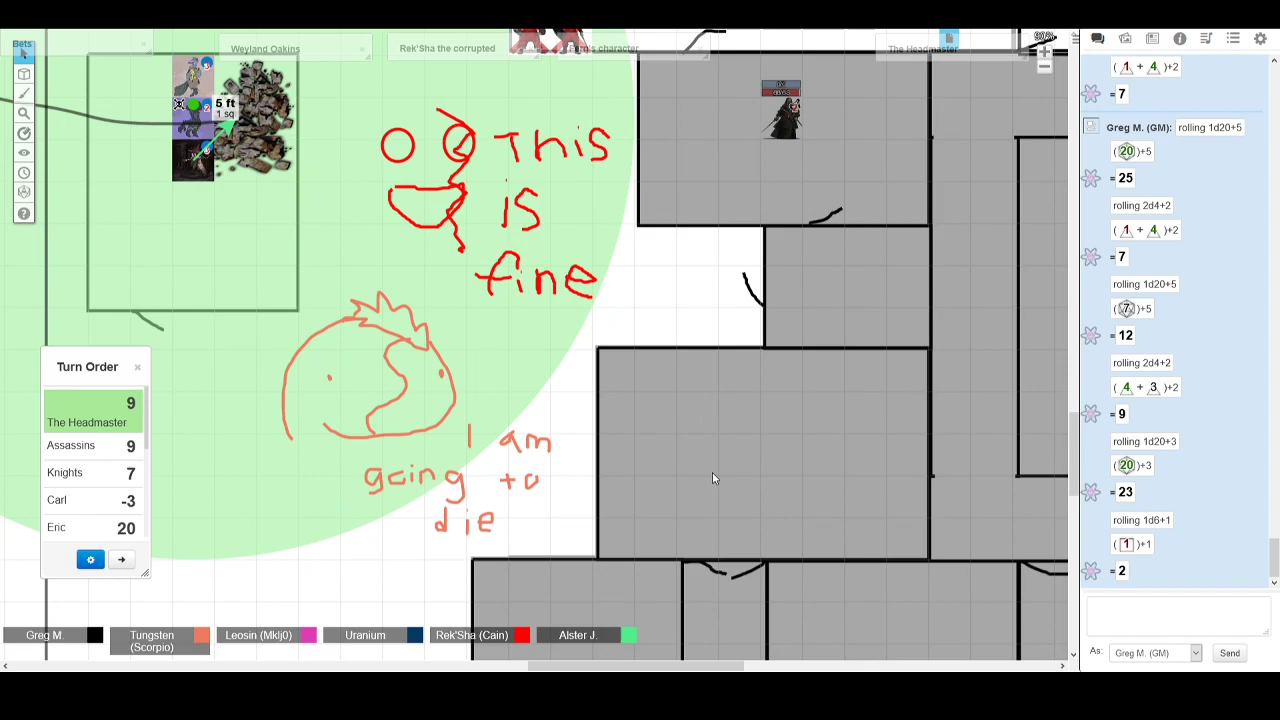 Bets
Weyland Oakins
Rek'Sha the corrupted
Fero's character
The Headmaster
5 ft
1 sq
This
is
fine
I am
going to
die
Turn Order
9
The Headmaster
Assassins 9
Knights 7
Carl -3
Eric 20
Greg M.
Tungsten (Scorpio)
Leosin (Mklj0)
Uranium
Rek'Sha (Cain)
Alster J.
(1 + 4)+2
= 7
Greg M. (GM): rolling 1d20+5
(20)+5
= 25
rolling 2d4+2
(1 + 4)+2
= 7
rolling 1d20+5
(7)+5
= 12
rolling 2d4+2
(4 + 3)+2
= 9
rolling 1d20+3
(20)+3
= 23
rolling 1d6+1
(1)+1
= 2
As: Greg M. (GM) Send